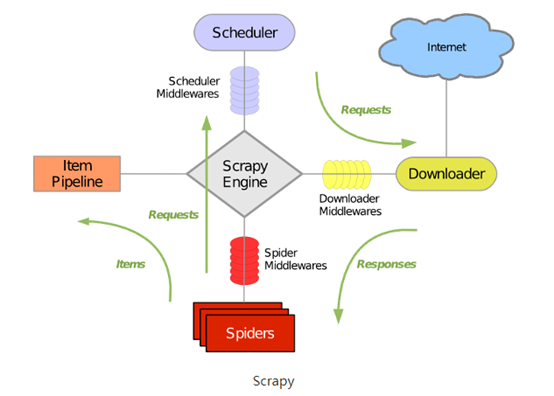 Scheduler
Internet
Scheduler
Middlewares
Requests
Item
Pipeline
Scrapy
Engine
Downloader
Downloader
Middlewares
Requests
Spider
Middlewares
Items
Responses
Spiders
Scrapy